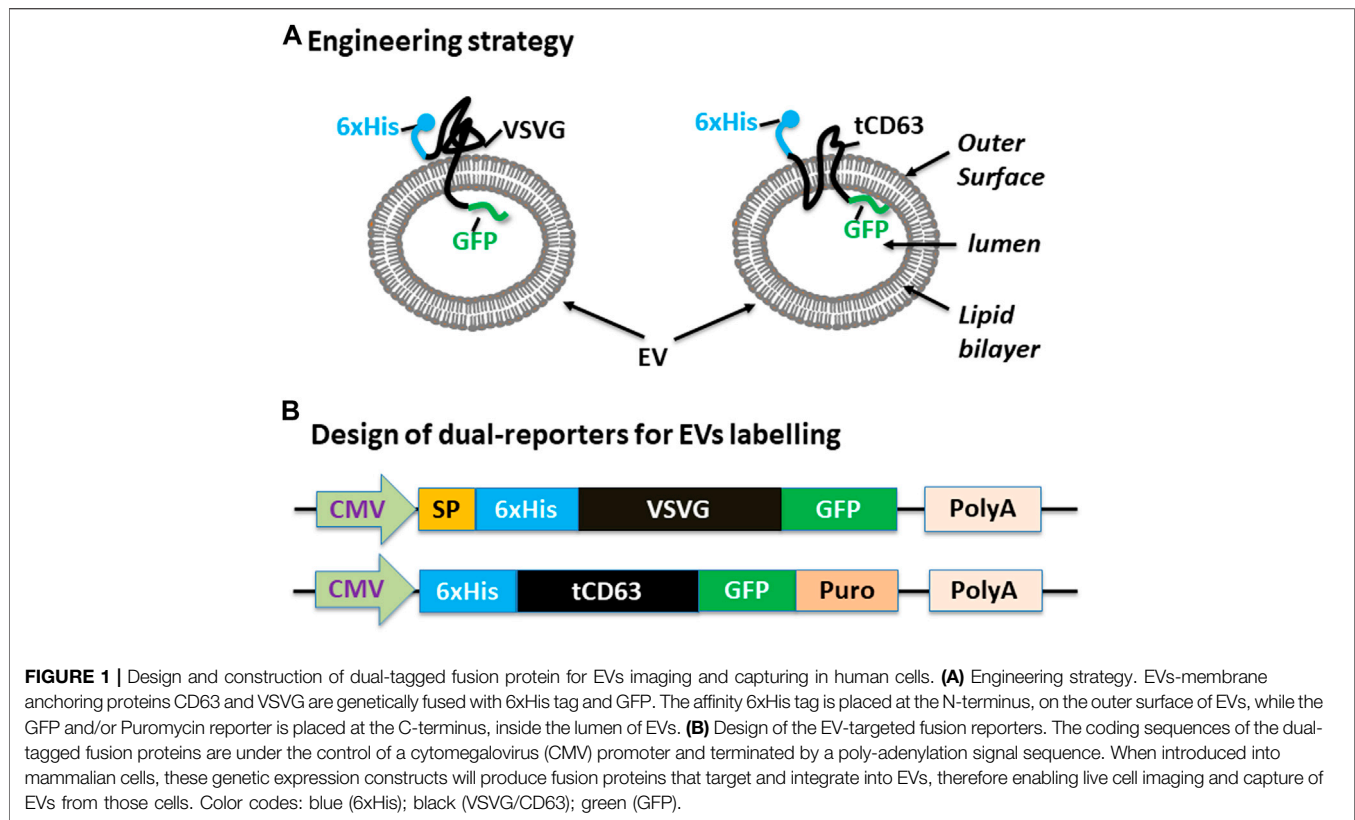 A Engineering strategy
6xHis
VSVG
GFP
6xHis
tCD63
GFP
Outer
Surface
lumen
Lipid
bilayer
EV
B
Design of dual-reporters for EVs labelling
CMV SP 6xHis VSVG GFP PolyA
CMV 6xHis tCD63 GFP Puro PolyA
FIGURE 1 | Design and construction of dual-tagged fusion protein for EVs imaging and capturing in human cells. (A) Engineering strategy. EVs-membrane
anchoring proteins CD63 and VSVG are genetically fused with 6xHis tag and GFP. The affinity 6xHis tag is placed at the N-terminus, on the outer surface of EVs, while the
GFP and/or Puromycin reporter is placed at the C-terminus, inside the lumen of EVs. (B) Design of the EV-targeted fusion reporters. The coding sequences of the dual-
tagged fusion proteins are under the control of a cytomegalovirus (CMV) promoter and terminated by a poly-adenylation signal sequence. When introduced into
mammalian cells, these genetic expression constructs will produce fusion proteins that target and integrate into EVs, therefore enabling live cell imaging and capture of
EVs from those cells. Color codes: blue (6xHis); black (VSVG/CD63); green (GFP).